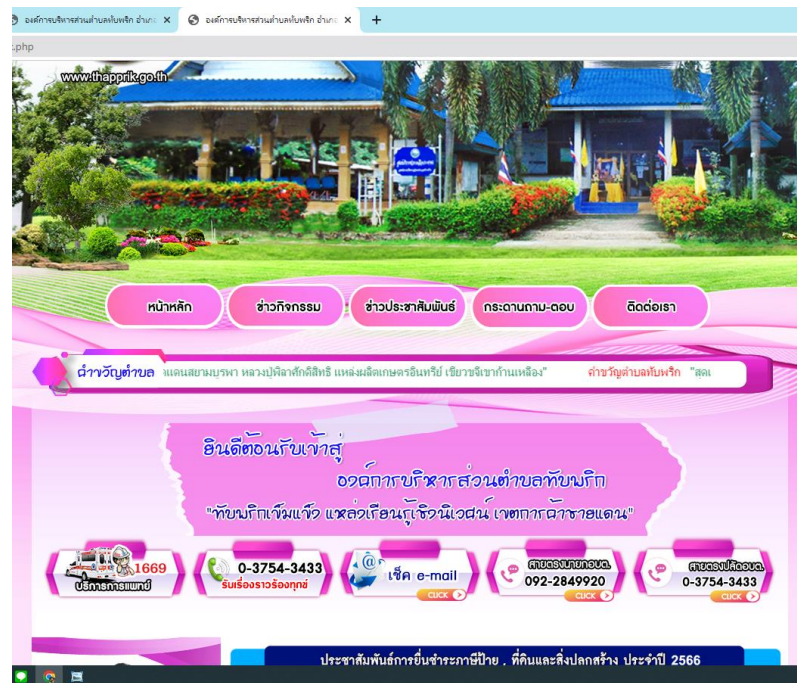 องค์การบริหารส่วนตำบลทับพริก อำเภอ
องค์การบริหารส่วนตำบลทับพริก อำเภอ
.php
www.thapprik.go.th
หน้าหลัก
ข่าวกิจกรรม
ข่าวประชาสัมพันธ์
กระดานถาม-ตอบ
ติดต่อเรา
คำขวัญตำบล แดนสยามบูรพา หลวงปู่พิลาศักดิ์สิทธิ์ แหล่งผลิตเกษตรอินทรีย์ เขียวขจีเขาก้านเหลือง" คำขวัญตำบลทับพริก "สุดเ
ยินดีต้อนรับเข้าสู่
องค์การบริหารส่วนตำบลทับพริก
"ทับพริกเข้มแข็ง แหล่งเรียนรู้เชิงนิเวศน์ เขตการค้าชายแดน"
1669
บริการการแพทย์
0-3754-3433
รับเรื่องราวร้องทุกข์
เช็ค e-mail
CLICK
สายตรงนายกอบต.
092-2849920
CLICK
สายตรงปลัดอบต.
0-3754-3433
CLICK
ประชาสัมพันธ์การยื่นชำระภาษีป้าย , ที่ดินและสิ่งปลูกสร้าง ประจำปี 2566